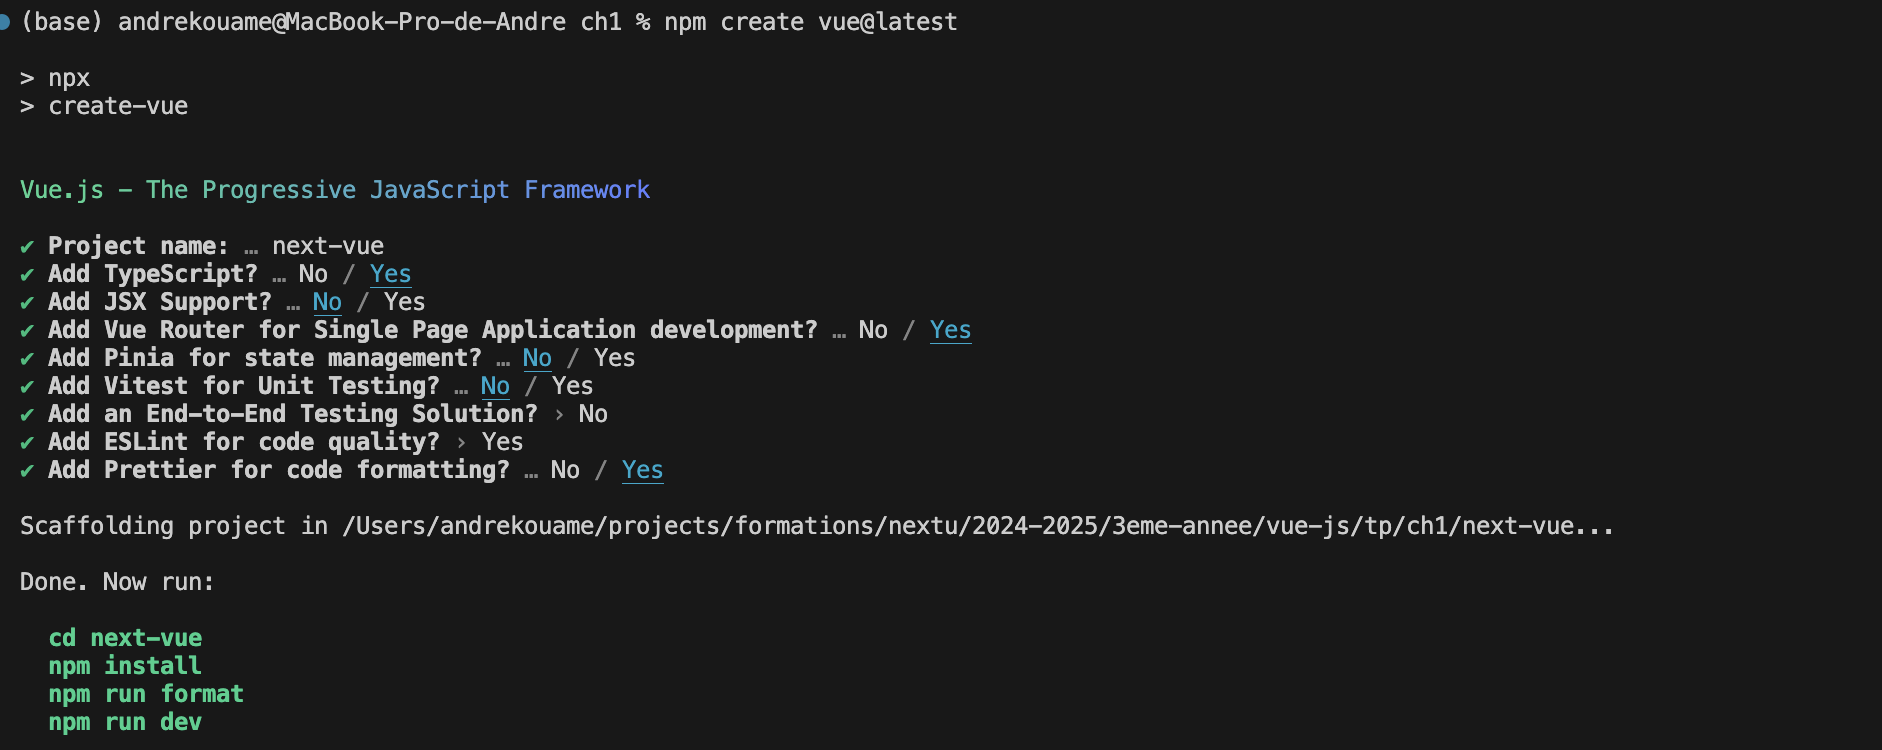 (base) andrekouame@MacBook-Pro-de-Andre ch1 % npm create vue@latest
> npx
> create-vue
Vue.js - The Progressive JavaScript Framework
✔ Project name: … next-vue
✔ Add TypeScript? … No / Yes
✔ Add JSX Support? … No / Yes
✔ Add Vue Router for Single Page Application development? … No / Yes
✔ Add Pinia for state management? … No / Yes
✔ Add Vitest for Unit Testing? … No / Yes
✔ Add an End-to-End Testing Solution? › No
✔ Add ESLint for code quality? › Yes
✔ Add Prettier for code formatting? … No / Yes
Scaffolding project in /Users/andrekouame/projects/formations/nextu/2024-2025/3eme-annee/vue-js/tp/ch1/next-vue...
Done. Now run:
cd next-vue
npm install
npm run format
npm run dev